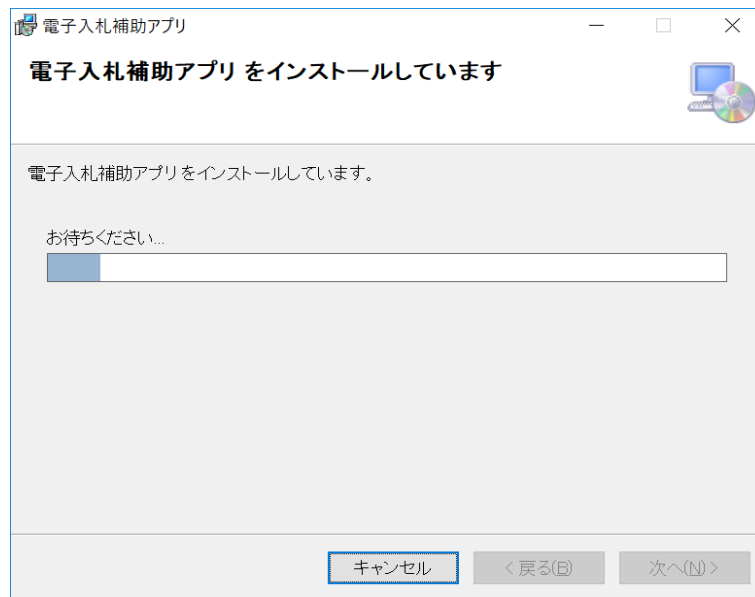 電子入札補助アプリ
電子入札補助アプリ をインストールしています
電子入札補助アプリをインストールしています。
お待ちください...
キャンセル
< 戻る(B)
次へ(N) >